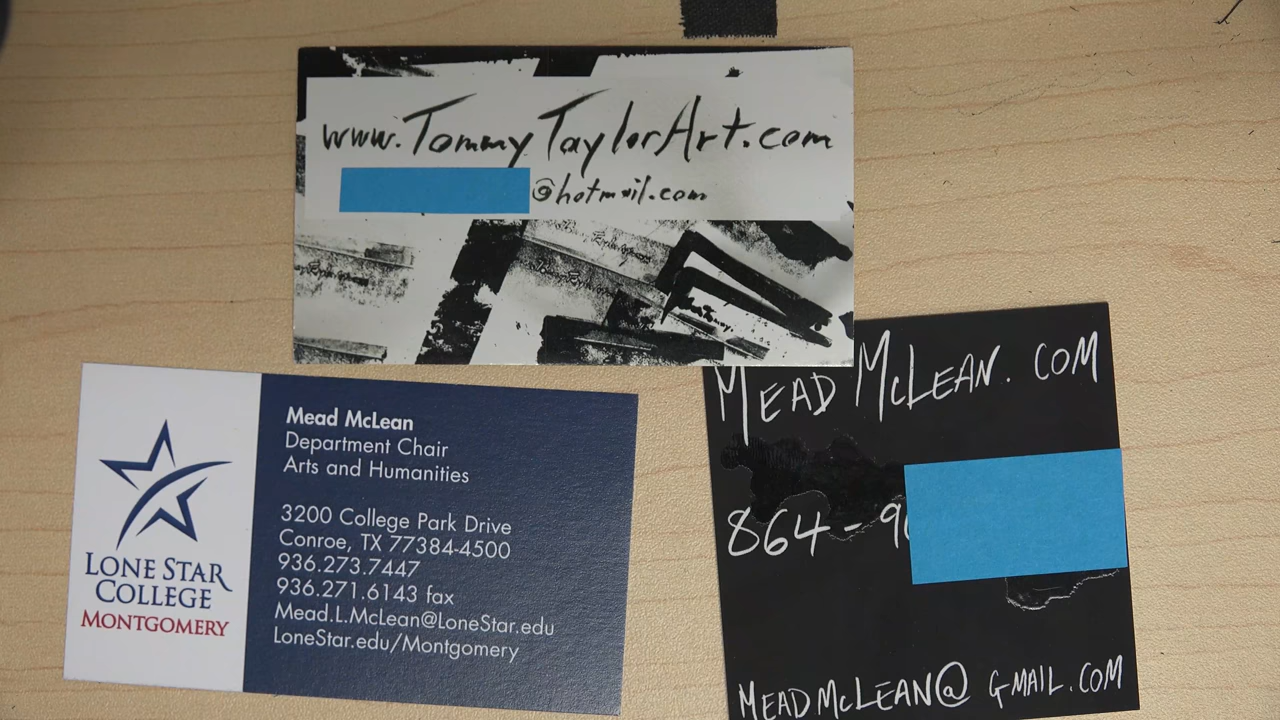 www.TommyTaylorArt.com
@hotmail.com
Mead McLean
Department Chair
Arts and Humanities
3200 College Park Drive
Conroe, TX 77384-4500
936.273.7447
936.271.6143 fax
Mead.L.McLean@LoneStar.edu
LoneStar.edu/Montgomery
LONE STAR
COLLEGE
MONTGOMERY
MEAD MCLEAN. COM
864-9
MEADMCLEAN@ GMAIL.COM